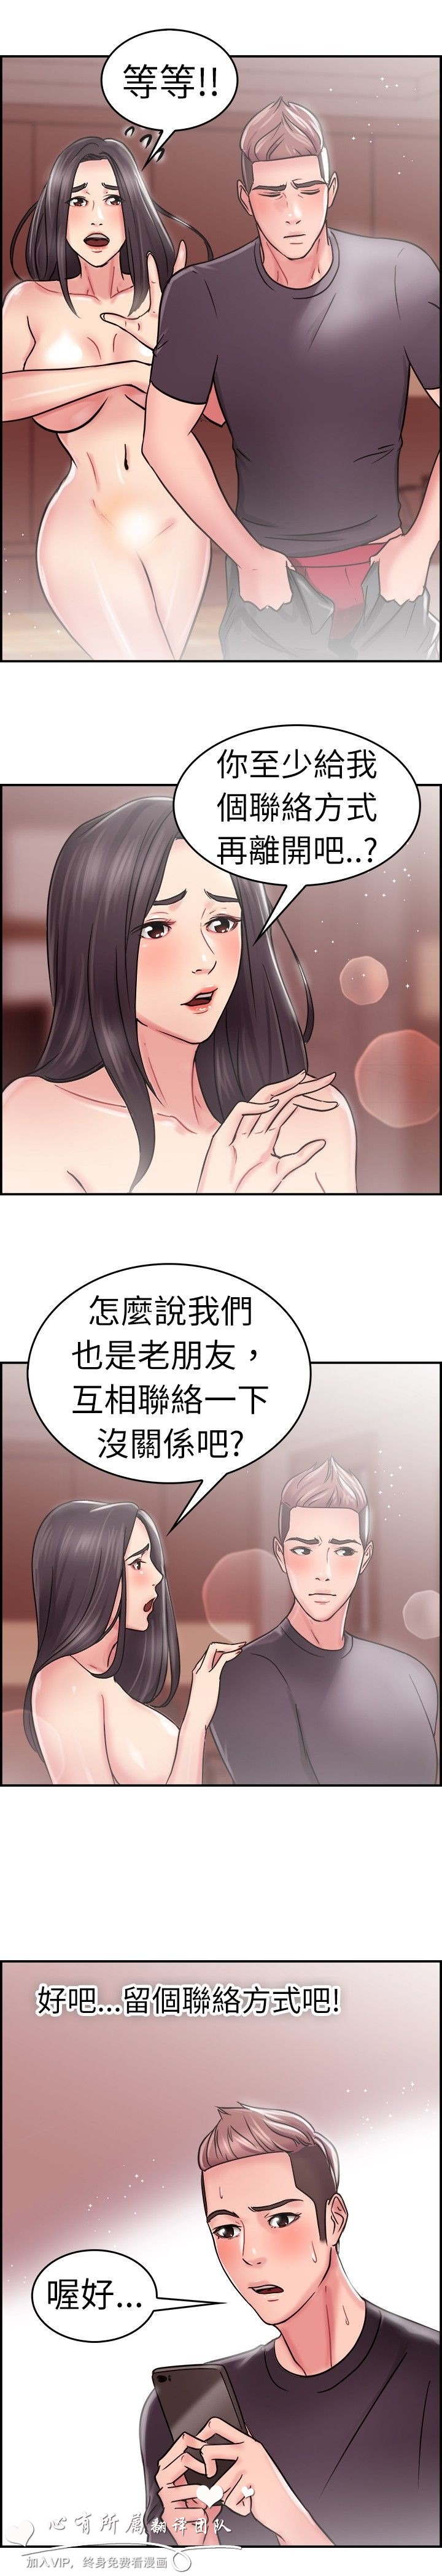 等等!!
你至少給我
個聯絡方式
再離開吧..?
怎麼說我們
也是老朋友，
互相聯絡一下
沒關係吧?
好吧...留個聯絡方式吧!
喔好...
心有所属翻译团队
加入VIP，终身免费看漫画